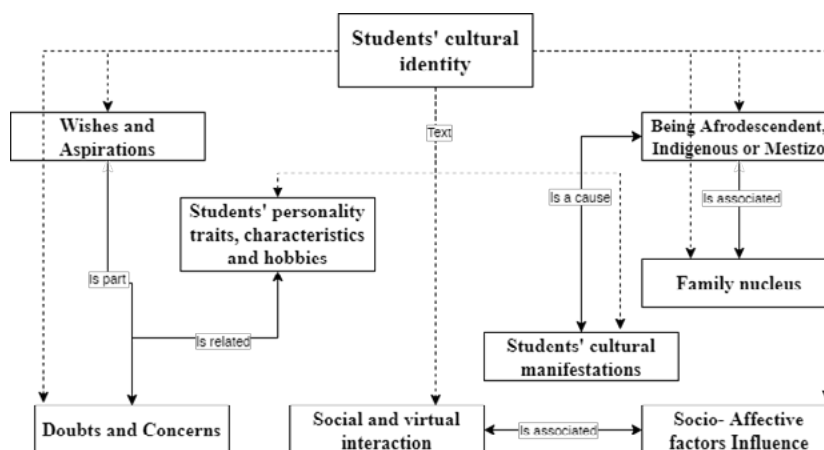 Students' cultural
identity
Wishes and
Aspirations
Text
Being Afrodescendent,
Indigenous or Mestizo
Is a cause
Is associated
Students' personality
traits, characteristics
and hobbies
Is part
Family nucleus
Is related
Students' cultural
manifestations
Doubts and Concerns
Social and virtual
interaction
Is associated
Socio- Affective
factors Influence